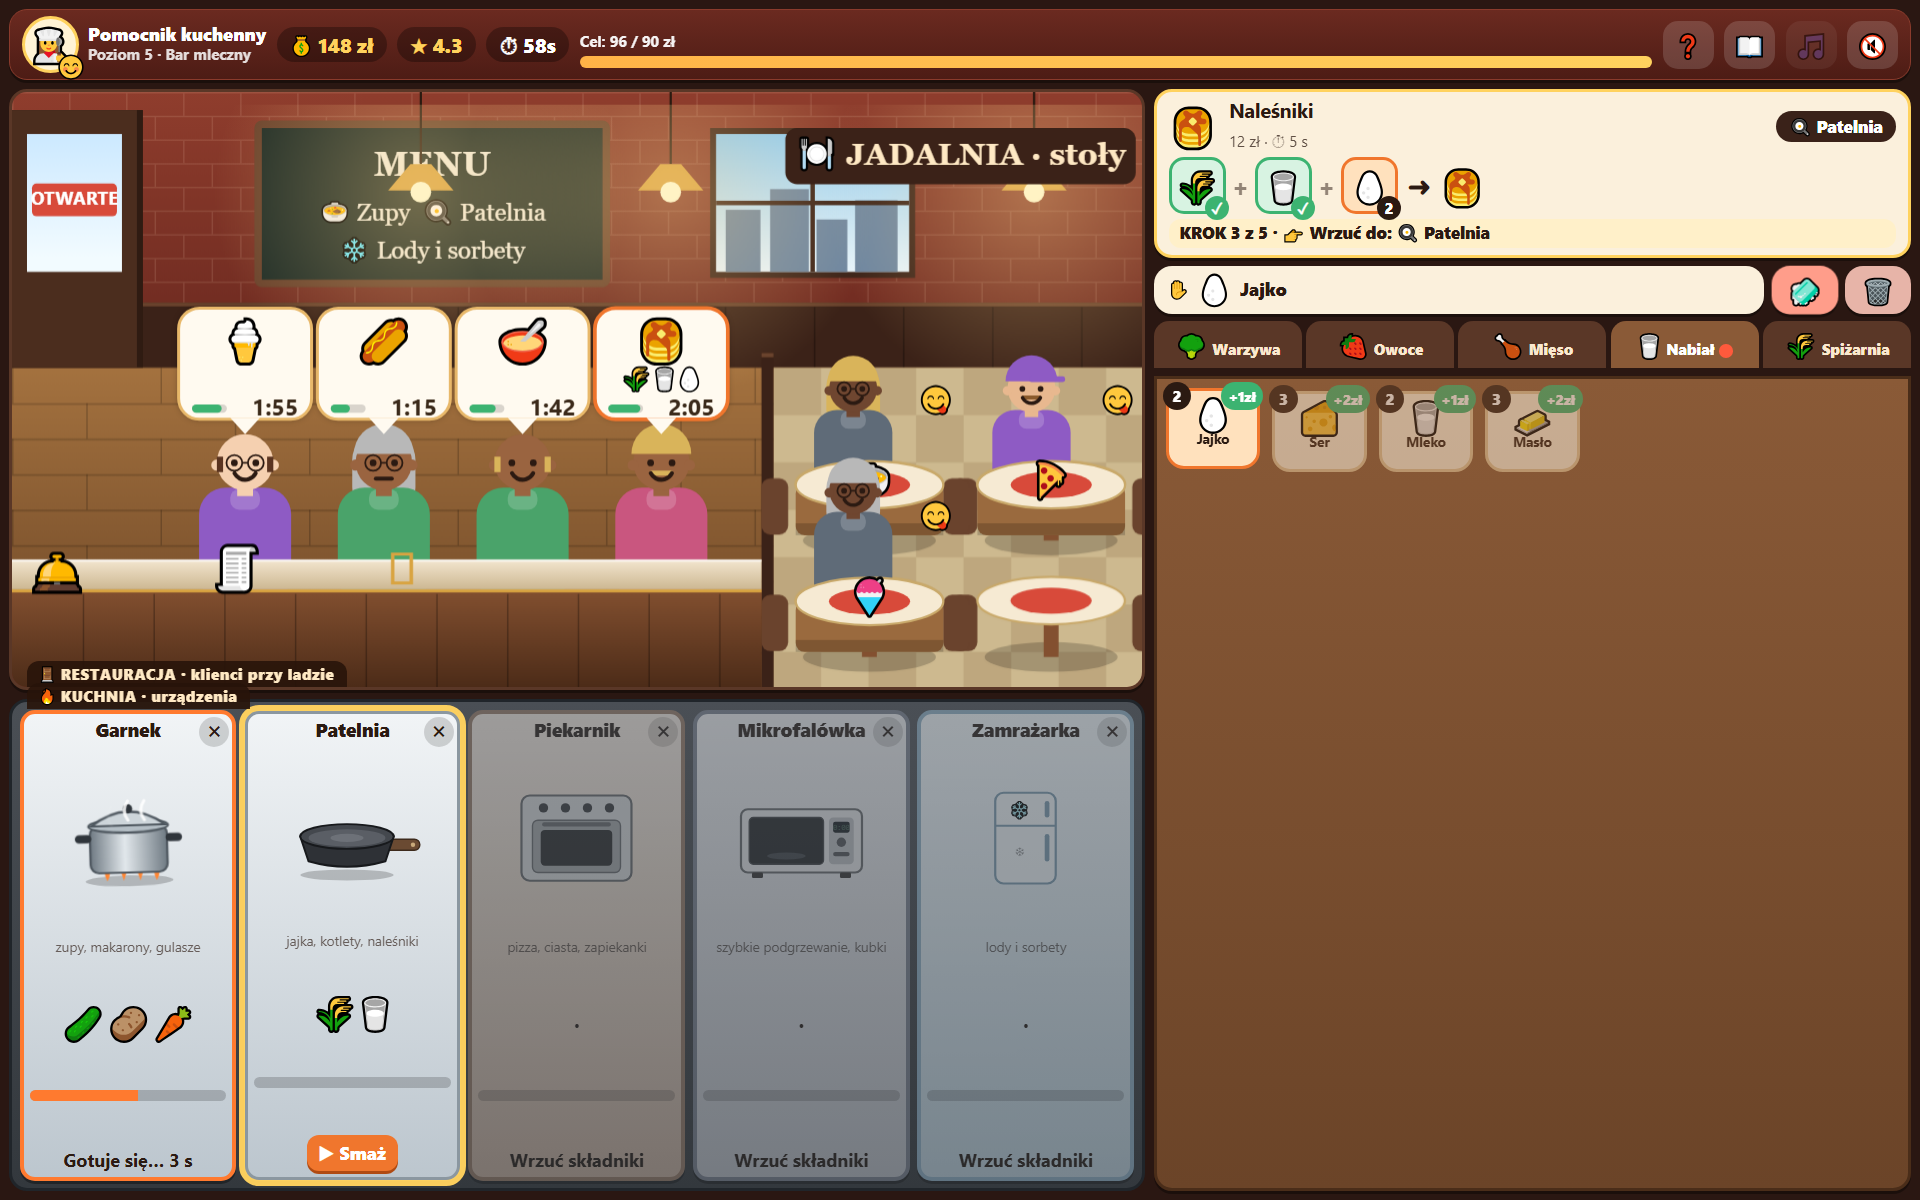 Pomocnik kuchenny
Poziom 5 · Bar mleczny
148 zł
★ 4.3
58s
Cel: 96 / 90 zł
OTWARTE
MENU
Zupy Patelnia
Lody i sorbety
JADALNIA · stoły
1:55
1:15
1:42
2:05
RESTAURACJA · klienci przy ladzie
KUCHNIA · urządzenia
Garnek
zupy, makarony, gulasze
Gotuje się... 3 s
Patelnia
jajka, kotlety, naleśniki
Smaż
Piekarnik
pizza, ciasta, zapiekanki
Wrzuć składniki
Mikrofalówka
szybkie podgrzewanie, kubki
Wrzuć składniki
Zamrażarka
lody i sorbety
Wrzuć składniki
Naleśniki
12 zł · 5 s
Patelnia
+ + 2
KROK 3 z 5 · Wrzuć do: Patelnia
Jajko
Warzywa
Owoce
Mięso
Nabiał
Spiżarnia
2 +1zł
Jajko
3 +2zł
Ser
2 +1zł
Mleko
3 +2zł
Masło